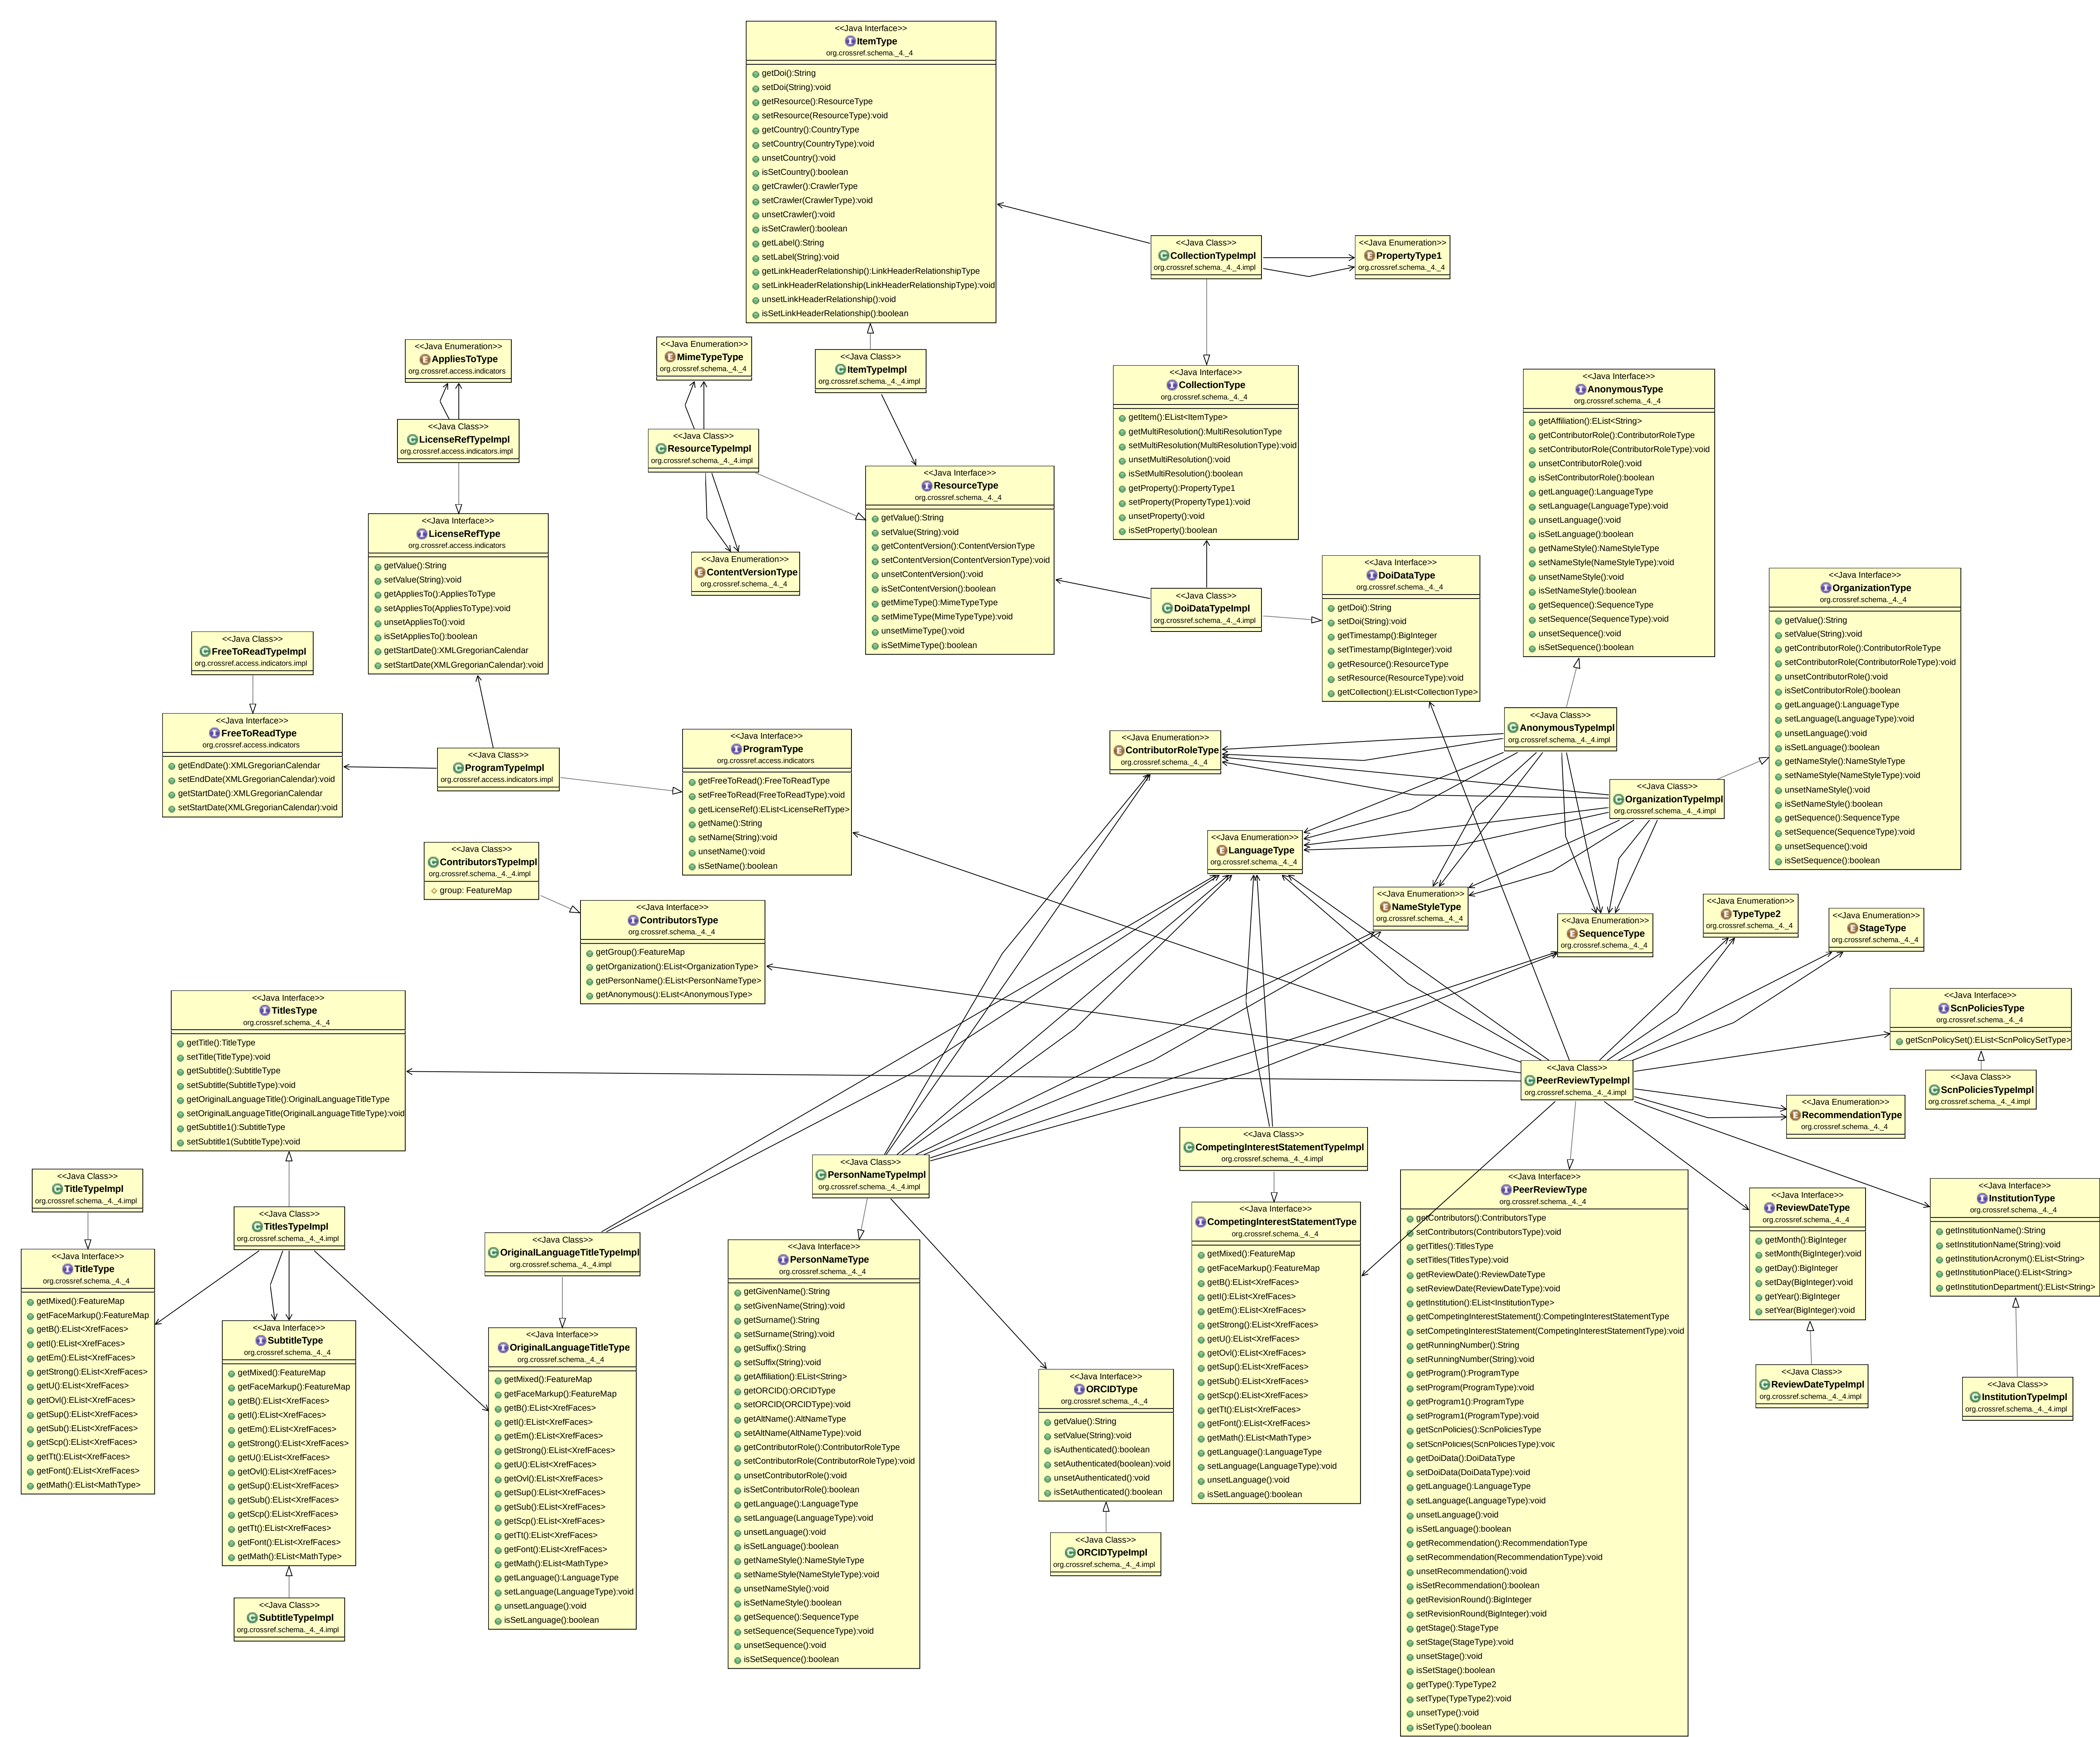 <<Java Interface>>
ItemType
org.crossref.schema._4._4
getDoi():String
setDoi(String):void
getResource():ResourceType
setResource(ResourceType):void
getCountry():CountryType
setCountry(CountryType):void
unsetCountry():void
isSetCountry():boolean
getCrawler():CrawlerType
setCrawler(CrawlerType):void
unsetCrawler():void
isSetCrawler():boolean
getLabel():String
setLabel(String):void
getLinkHeaderRelationship():LinkHeaderRelationshipType
setLinkHeaderRelationship(LinkHeaderRelationshipType):void
unsetLinkHeaderRelationship():void
isSetLinkHeaderRelationship():boolean
<<Java Class>>
CollectionTypeImpl
org.crossref.schema._4._4.impl
<<Java Enumeration>>
PropertyType1
org.crossref.schema._4._4
<<Java Enumeration>>
AppliesToType
org.crossref.access.indicators
<<Java Enumeration>>
MimeTypeType
org.crossref.schema._4._4
<<Java Class>>
ItemTypeImpl
org.crossref.schema._4._4.impl
<<Java Interface>>
CollectionType
org.crossref.schema._4._4
getItem():EList<ItemType>
getMultiResolution():MultiResolutionType
setMultiResolution(MultiResolutionType):void
unsetMultiResolution():void
isSetMultiResolution():boolean
getProperty():PropertyType1
setProperty(PropertyType1):void
unsetProperty():void
isSetProperty():boolean
<<Java Interface>>
AnonymousType
org.crossref.schema._4._4
getAffiliation():EList<String>
getContributorRole():ContributorRoleType
setContributorRole(ContributorRoleType):void
unsetContributorRole():void
isSetContributorRole():boolean
getLanguage():LanguageType
setLanguage(LanguageType):void
unsetLanguage():void
isSetLanguage():boolean
getNameStyle():NameStyleType
setNameStyle(NameStyleType):void
unsetNameStyle():void
isSetNameStyle():boolean
getSequence():SequenceType
setSequence(SequenceType):void
unsetSequence():void
isSetSequence():boolean
<<Java Class>>
LicenseRefTypeImpl
org.crossref.access.indicators.impl
<<Java Class>>
ResourceTypeImpl
org.crossref.schema._4._4.impl
<<Java Interface>>
ResourceType
org.crossref.schema._4._4
getValue():String
setValue(String):void
getContentVersion():ContentVersionType
setContentVersion(ContentVersionType):void
unsetContentVersion():void
isSetContentVersion():boolean
getMimeType():MimeTypeType
setMimeType(MimeTypeType):void
unsetMimeType():void
isSetMimeType():boolean
<<Java Interface>>
LicenseRefType
org.crossref.access.indicators
getValue():String
setValue(String):void
getAppliesTo():AppliesToType
setAppliesTo(AppliesToType):void
unsetAppliesTo():void
isSetAppliesTo():boolean
getStartDate():XMLGregorianCalendar
setStartDate(XMLGregorianCalendar):void
<<Java Enumeration>>
ContentVersionType
org.crossref.schema._4._4
<<Java Class>>
DoiDataTypeImpl
org.crossref.schema._4._4.impl
<<Java Interface>>
DoiDataType
org.crossref.schema._4._4
getDoi():String
setDoi(String):void
getTimestamp():BigInteger
setTimestamp(BigInteger):void
getResource():ResourceType
setResource(ResourceType):void
getCollection():EList<CollectionType>
<<Java Interface>>
OrganizationType
org.crossref.schema._4._4
getValue():String
setValue(String):void
getContributorRole():ContributorRoleType
setContributorRole(ContributorRoleType):void
unsetContributorRole():void
isSetContributorRole():boolean
getLanguage():LanguageType
setLanguage(LanguageType):void
unsetLanguage():void
isSetLanguage():boolean
getNameStyle():NameStyleType
setNameStyle(NameStyleType):void
unsetNameStyle():void
isSetNameStyle():boolean
getSequence():SequenceType
setSequence(SequenceType):void
unsetSequence():void
isSetSequence():boolean
<<Java Class>>
FreeToReadTypeImpl
org.crossref.access.indicators.impl
<<Java Interface>>
FreeToReadType
org.crossref.access.indicators
getEndDate():XMLGregorianCalendar
setEndDate(XMLGregorianCalendar):void
getStartDate():XMLGregorianCalendar
setStartDate(XMLGregorianCalendar):void
<<Java Class>>
ProgramTypeImpl
org.crossref.access.indicators.impl
<<Java Interface>>
ProgramType
org.crossref.access.indicators
getFreeToRead():FreeToReadType
setFreeToRead(FreeToReadType):void
getLicenseRef():EList<LicenseRefType>
getName():String
setName(String):void
unsetName():void
isSetName():boolean
<<Java Enumeration>>
ContributorRoleType
org.crossref.schema._4._4
<<Java Class>>
AnonymousTypeImpl
org.crossref.schema._4._4.impl
<<Java Class>>
OrganizationTypeImpl
org.crossref.schema._4._4.impl
<<Java Enumeration>>
LanguageType
org.crossref.schema._4._4
<<Java Class>>
ContributorsTypeImpl
org.crossref.schema._4._4.impl
group: FeatureMap
<<Java Interface>>
ContributorsType
org.crossref.schema._4._4
getGroup():FeatureMap
getOrganization():EList<OrganizationType>
getPersonName():EList<PersonNameType>
getAnonymous():EList<AnonymousType>
<<Java Enumeration>>
NameStyleType
org.crossref.schema._4._4
<<Java Enumeration>>
SequenceType
org.crossref.schema._4._4
<<Java Enumeration>>
TypeType2
org.crossref.schema._4._4
<<Java Enumeration>>
StageType
org.crossref.schema._4._4
<<Java Interface>>
TitlesType
org.crossref.schema._4._4
getTitle():TitleType
setTitle(TitleType):void
getSubtitle():SubtitleType
setSubtitle(SubtitleType):void
getOriginalLanguageTitle():OriginalLanguageTitleType
setOriginalLanguageTitle(OriginalLanguageTitleType):void
getSubtitle1():SubtitleType
setSubtitle1(SubtitleType):void
<<Java Interface>>
ScnPoliciesType
org.crossref.schema._4._4
getScnPolicySet():EList<ScnPolicySetType>
<<Java Class>>
PeerReviewTypeImpl
org.crossref.schema._4._4.impl
<<Java Class>>
ScnPoliciesTypeImpl
org.crossref.schema._4._4.impl
<<Java Enumeration>>
RecommendationType
org.crossref.schema._4._4
<<Java Class>>
CompetingInterestStatementTypeImpl
org.crossref.schema._4._4.impl
<<Java Class>>
PersonNameTypeImpl
org.crossref.schema._4._4.impl
<<Java Class>>
TitleTypeImpl
org.crossref.schema._4._4.impl
<<Java Class>>
TitlesTypeImpl
org.crossref.schema._4._4.impl
<<Java Interface>>
TitleType
org.crossref.schema._4._4
getMixed():FeatureMap
getFaceMarkup():FeatureMap
getB():EList<XrefFaces>
getI():EList<XrefFaces>
getEm():EList<XrefFaces>
getStrong():EList<XrefFaces>
getU():EList<XrefFaces>
getOvl():EList<XrefFaces>
getSup():EList<XrefFaces>
getSub():EList<XrefFaces>
getScp():EList<XrefFaces>
getTt():EList<XrefFaces>
getFont():EList<XrefFaces>
getMath():EList<MathType>
<<Java Interface>>
SubtitleType
org.crossref.schema._4._4
getMixed():FeatureMap
getFaceMarkup():FeatureMap
getB():EList<XrefFaces>
getI():EList<XrefFaces>
getEm():EList<XrefFaces>
getStrong():EList<XrefFaces>
getU():EList<XrefFaces>
getOvl():EList<XrefFaces>
getSup():EList<XrefFaces>
getSub():EList<XrefFaces>
getScp():EList<XrefFaces>
getTt():EList<XrefFaces>
getFont():EList<XrefFaces>
getMath():EList<MathType>
<<Java Class>>
SubtitleTypeImpl
org.crossref.schema._4._4.impl
<<Java Class>>
OriginalLanguageTitleTypeImpl
org.crossref.schema._4._4.impl
<<Java Interface>>
OriginalLanguageTitleType
org.crossref.schema._4._4
getMixed():FeatureMap
getFaceMarkup():FeatureMap
getB():EList<XrefFaces>
getI():EList<XrefFaces>
getEm():EList<XrefFaces>
getStrong():EList<XrefFaces>
getU():EList<XrefFaces>
getOvl():EList<XrefFaces>
getSup():EList<XrefFaces>
getSub():EList<XrefFaces>
getScp():EList<XrefFaces>
getTt():EList<XrefFaces>
getFont():EList<XrefFaces>
getMath():EList<MathType>
getLanguage():LanguageType
setLanguage(LanguageType):void
unsetLanguage():void
isSetLanguage():boolean
<<Java Interface>>
PersonNameType
org.crossref.schema._4._4
getGivenName():String
setGivenName(String):void
getSurname():String
setSurname(String):void
getSuffix():String
setSuffix(String):void
getAffiliation():EList<String>
getORCID():ORCIDType
setORCID(ORCIDType):void
getAltName():AltNameType
setAltName(AltNameType):void
getContributorRole():ContributorRoleType
setContributorRole(ContributorRoleType):void
unsetContributorRole():void
isSetContributorRole():boolean
getLanguage():LanguageType
setLanguage(LanguageType):void
unsetLanguage():void
isSetLanguage():boolean
getNameStyle():NameStyleType
setNameStyle(NameStyleType):void
unsetNameStyle():void
isSetNameStyle():boolean
getSequence():SequenceType
setSequence(SequenceType):void
unsetSequence():void
isSetSequence():boolean
<<Java Interface>>
ORCIDType
org.crossref.schema._4._4
getValue():String
setValue(String):void
isAuthenticated():boolean
setAuthenticated(boolean):void
unsetAuthenticated():void
isSetAuthenticated():boolean
<<Java Class>>
ORCIDTypeImpl
org.crossref.schema._4._4.impl
<<Java Interface>>
CompetingInterestStatementType
org.crossref.schema._4._4
getMixed():FeatureMap
getFaceMarkup():FeatureMap
getB():EList<XrefFaces>
getI():EList<XrefFaces>
getEm():EList<XrefFaces>
getStrong():EList<XrefFaces>
getU():EList<XrefFaces>
getOvl():EList<XrefFaces>
getSup():EList<XrefFaces>
getSub():EList<XrefFaces>
getScp():EList<XrefFaces>
getTt():EList<XrefFaces>
getFont():EList<XrefFaces>
getMath():EList<MathType>
getLanguage():LanguageType
setLanguage(LanguageType):void
unsetLanguage():void
isSetLanguage():boolean
<<Java Interface>>
PeerReviewType
org.crossref.schema._4._4
getContributors():ContributorsType
setContributors(ContributorsType):void
getTitles():TitlesType
setTitles(TitlesType):void
getReviewDate():ReviewDateType
setReviewDate(ReviewDateType):void
getInstitution():EList<InstitutionType>
getCompetingInterestStatement():CompetingInterestStatementType
setCompetingInterestStatement(CompetingInterestStatementType):void
getRunningNumber():String
setRunningNumber(String):void
getProgram():ProgramType
setProgram(ProgramType):void
getProgram1():ProgramType
setProgram1(ProgramType):void
getScnPolicies():ScnPoliciesType
setScnPolicies(ScnPoliciesType):void
getDoiData():DoiDataType
setDoiData(DoiDataType):void
getLanguage():LanguageType
setLanguage(LanguageType):void
unsetLanguage():void
isSetLanguage():boolean
getRecommendation():RecommendationType
setRecommendation(RecommendationType):void
unsetRecommendation():void
isSetRecommendation():boolean
getRevisionRound():BigInteger
setRevisionRound(BigInteger):void
getStage():StageType
setStage(StageType):void
unsetStage():void
isSetStage():boolean
getType():TypeType2
setType(TypeType2):void
unsetType():void
isSetType():boolean
<<Java Interface>>
ReviewDateType
org.crossref.schema._4._4
getMonth():BigInteger
setMonth(BigInteger):void
getDay():BigInteger
setDay(BigInteger):void
getYear():BigInteger
setYear(BigInteger):void
<<Java Class>>
ReviewDateTypeImpl
org.crossref.schema._4._4.impl
<<Java Interface>>
InstitutionType
org.crossref.schema._4._4
getInstitutionName():String
setInstitutionName(String):void
getInstitutionAcronym():EList<String>
getInstitutionPlace():EList<String>
getInstitutionDepartment():EList<String>
<<Java Class>>
InstitutionTypeImpl
org.crossref.schema._4._4.impl